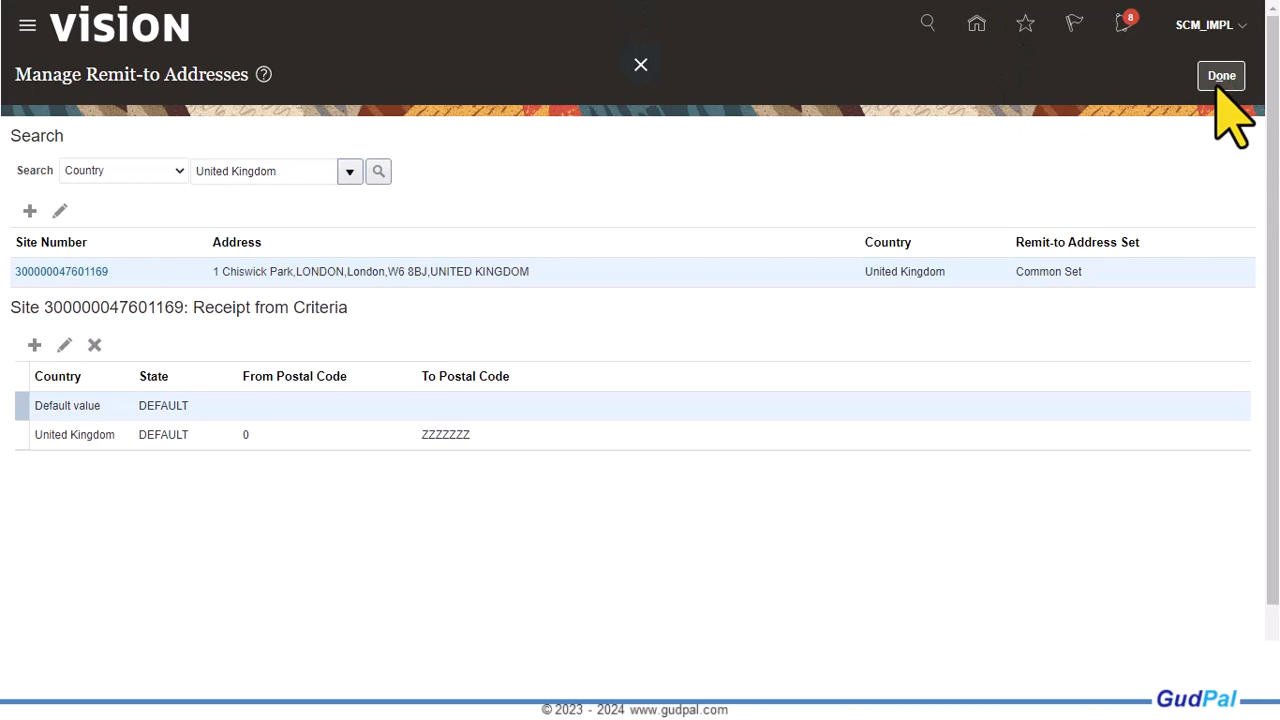 VISION
8
SCM_IMPL
Manage Remit-to Addresses ?
Done
Search
Search Country United Kingdom
Site Number Address Country Remit-to Address Set
300000047601169 1 Chiswick Park,LONDON,London,W6 8BJ,UNITED KINGDOM United Kingdom Common Set
Site 300000047601169: Receipt from Criteria
Country State From Postal Code To Postal Code
Default value DEFAULT
United Kingdom DEFAULT 0 ZZZZZZZ
GudPal
© 2023 - 2024 www.gudpal.com